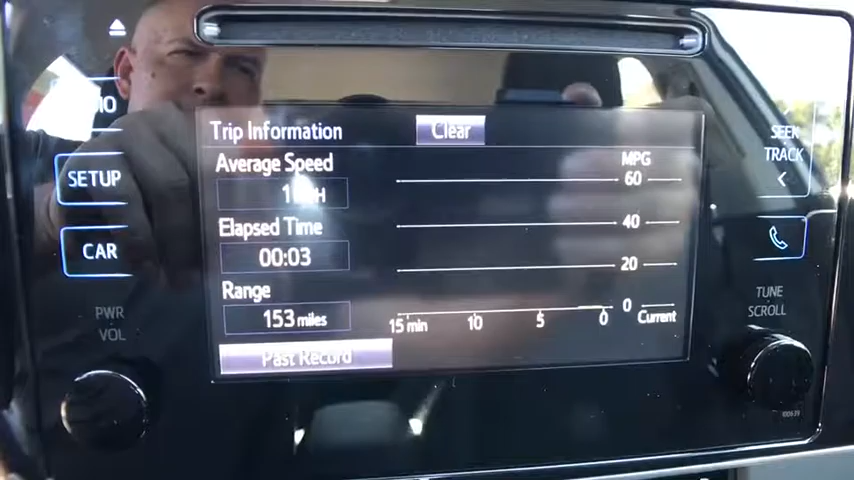 SETUP
CAR
PWR
VOL
Trip Information
Clear
Average Speed
Elapsed Time
00:03
Range
153 miles
Past Record
MPG
60
40
20
0
15 min
10
5
0
Current
SEEK
TRACK
TUNE
SCROLL